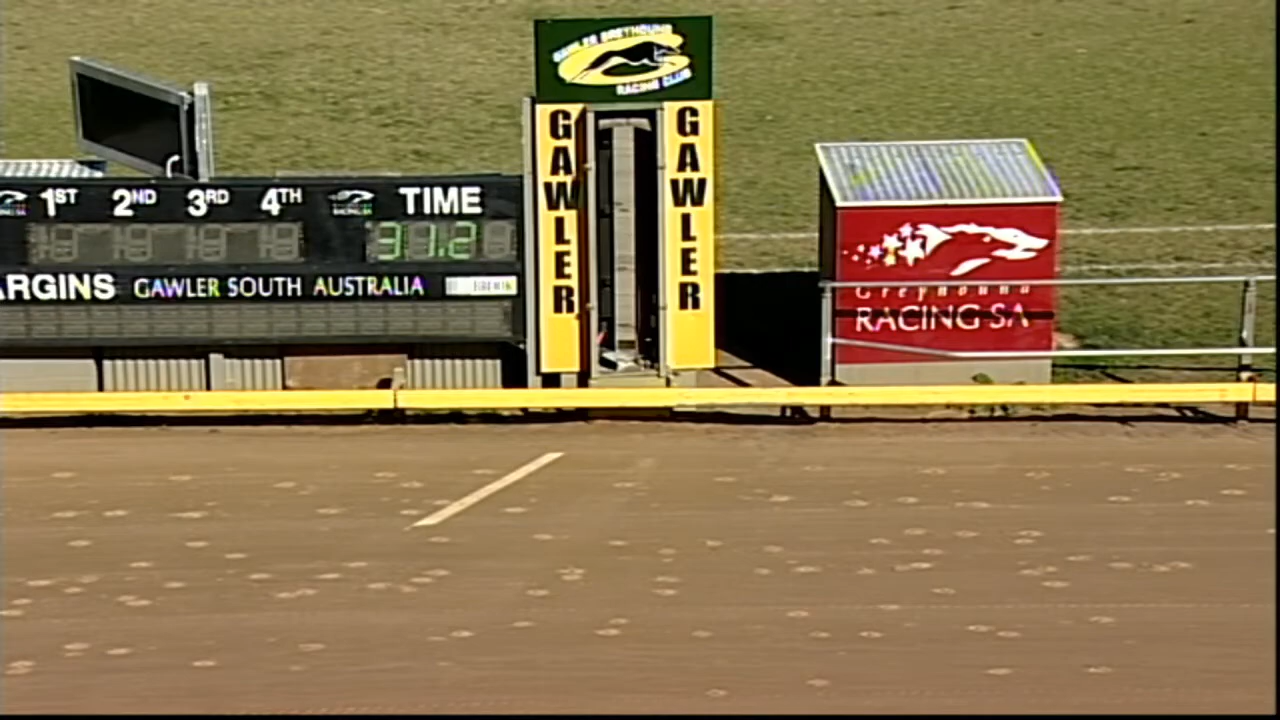 GAWLER GREYHOUND
RACING CLUB
GAWLER
GAWLER
1ST 2ND 3RD 4TH TIME
37.2
ARGINS GAWLER SOUTH AUSTRALIA
Greyhound
RACING SA